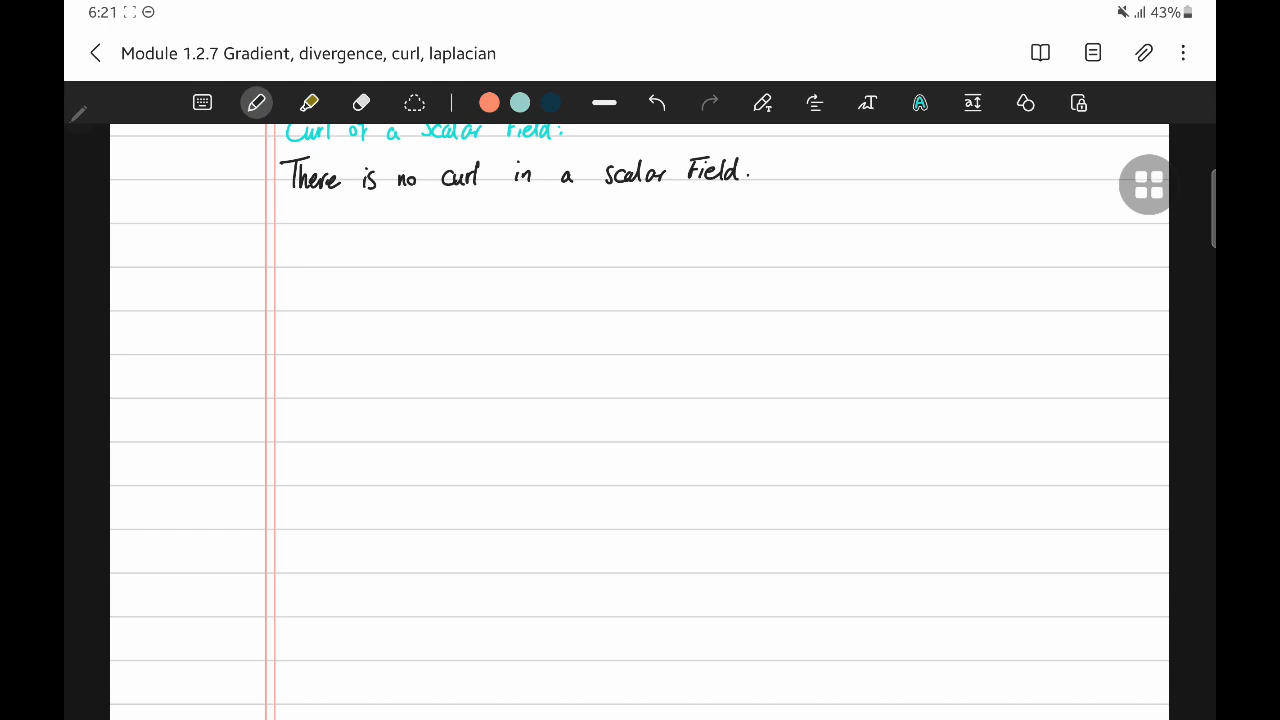 6:21
43%
Module 1.2.7 Gradient, divergence, curl, laplacian
Curl of a scalar Field:
There is no curl in a scalar Field.